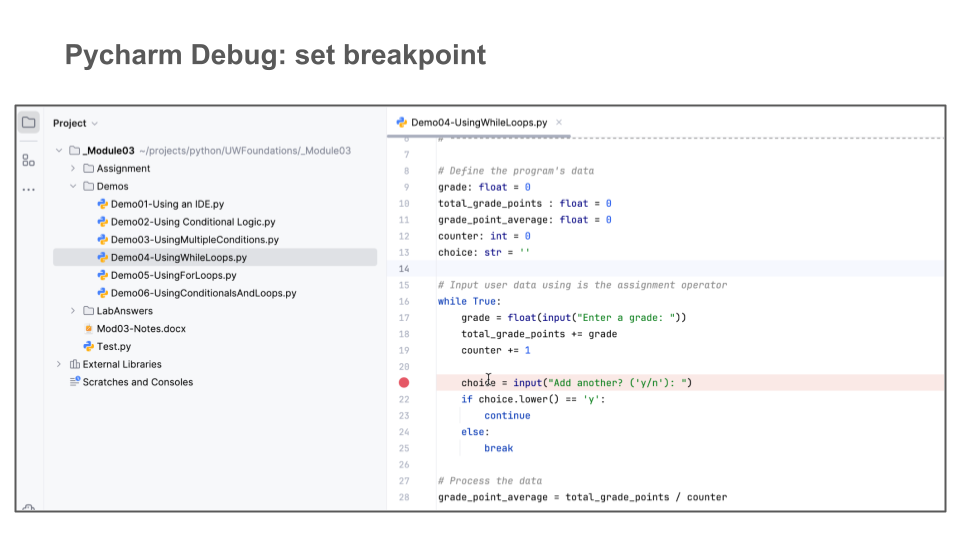 Pycharm Debug: set breakpoint
Project
_Module03 ~/projects/python/UWFoundations/_Module03
Assignment
Demos
Demo01-Using an IDE.py
Demo02-Using Conditional Logic.py
Demo03-UsingMultipleConditions.py
Demo04-UsingWhileLoops.py
Demo05-UsingForLoops.py
Demo06-UsingConditionalsAndLoops.py
LabAnswers
Mod03-Notes.docx
Test.py
External Libraries
Scratches and Consoles
Demo04-UsingWhileLoops.py ×
6 # ------------------------------------------------------------
7
8 # Define the program's data
9 grade: float = 0
10 total_grade_points : float = 0
11 grade_point_average: float = 0
12 counter: int = 0
13 choice: str = ''
14
15 # Input user data using is the assignment operator
16 while True:
17 grade = float(input("Enter a grade: "))
18 total_grade_points += grade
19 counter += 1
20
choice = input("Add another? ('y/n'): ")
22 if choice.lower() == 'y':
23 continue
24 else:
25 break
26
27 # Process the data
28 grade_point_average = total_grade_points / counter